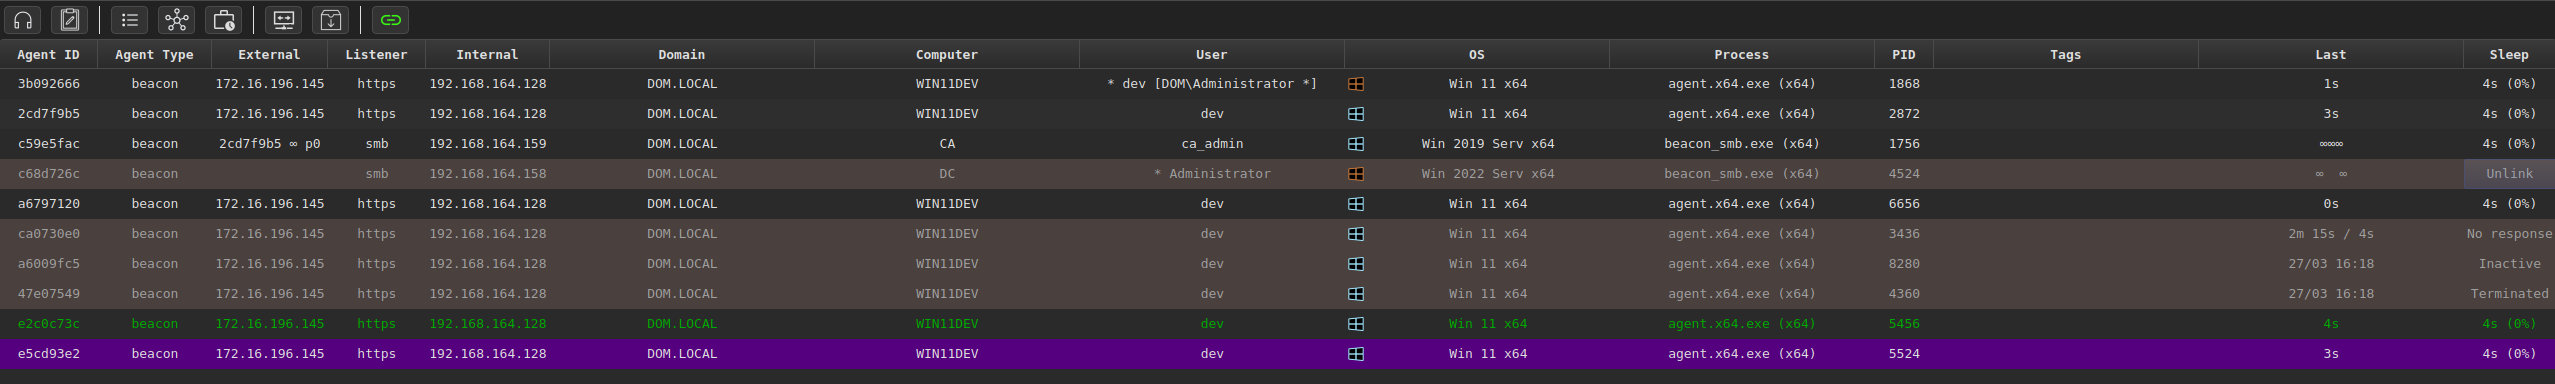 Agent ID Agent Type External Listener Internal Domain Computer User OS Process PID Tags Last Sleep
3b092666 beacon 172.16.196.145 https 192.168.164.128 DOM.LOCAL WIN11DEV * dev [DOM\Administrator *] Win 11 x64 agent.x64.exe (x64) 1868 1s 4s (0%)
2cd7f9b5 beacon 172.16.196.145 https 192.168.164.128 DOM.LOCAL WIN11DEV dev Win 11 x64 agent.x64.exe (x64) 2872 3s 4s (0%)
c59e5fac beacon 2cd7f9b5 ∞ p0 smb 192.168.164.159 DOM.LOCAL CA ca_admin Win 2019 Serv x64 beacon_smb.exe (x64) 1756 ∞∞∞ 4s (0%)
c68d726c beacon smb 192.168.164.158 DOM.LOCAL DC * Administrator Win 2022 Serv x64 beacon_smb.exe (x64) 4524 ∞ ∞ Unlink
a6797120 beacon 172.16.196.145 https 192.168.164.128 DOM.LOCAL WIN11DEV dev Win 11 x64 agent.x64.exe (x64) 6656 0s 4s (0%)
ca0730e0 beacon 172.16.196.145 https 192.168.164.128 DOM.LOCAL WIN11DEV dev Win 11 x64 agent.x64.exe (x64) 3436 2m 15s / 4s No response
a6009fc5 beacon 172.16.196.145 https 192.168.164.128 DOM.LOCAL WIN11DEV dev Win 11 x64 agent.x64.exe (x64) 8280 27/03 16:18 Inactive
47e07549 beacon 172.16.196.145 https 192.168.164.128 DOM.LOCAL WIN11DEV dev Win 11 x64 agent.x64.exe (x64) 4360 27/03 16:18 Terminated
e2c0c73c beacon 172.16.196.145 https 192.168.164.128 DOM.LOCAL WIN11DEV dev Win 11 x64 agent.x64.exe (x64) 5456 4s 4s (0%)
e5cd93e2 beacon 172.16.196.145 https 192.168.164.128 DOM.LOCAL WIN11DEV dev Win 11 x64 agent.x64.exe (x64) 5524 3s 4s (0%)